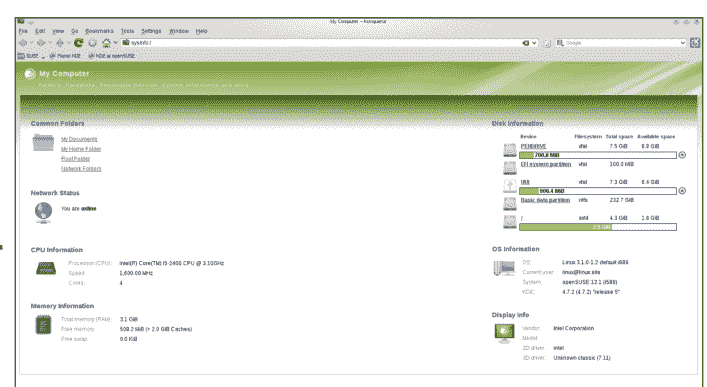 My Computer – Konqueror
File Edit View Go Bookmarks Tools Settings Window Help
sysinfo:/
Google
SUSE Planet KDE KDE @ openSUSE
My Computer
Folders, Hardware, Removable Devices, System Information and more...
Common Folders
My Documents
My Home Folder
Root Folder
Network Folders
Network Status
You are online
CPU Information
Processor (CPU): Intel(R) Core(TM) i5-2400 CPU @ 3.10GHz
Speed: 1,600.00 MHz
Cores: 4
Memory Information
Total memory (RAM): 3.1 GiB
Free memory: 508.2 MiB (+ 2.0 GiB Caches)
Free swap: 0.0 KiB
Disk Information
Device Filesystem Total space Available space
PENDRIVE vfat 7.5 GiB 6.8 GiB
700.8 MiB
EFI system partition vfat 100.0 MiB
vfat 7.3 GiB 6.4 GiB
906.4 MiB
Basic data partition ntfs 232.7 GiB
/ ext4 4.3 GiB 1.8 GiB
2.5 GiB
OS Information
OS: Linux 3.1.0-1.2-default i686
Current user: linux@linux.site
System: openSUSE 12.1 (i586)
KDE: 4.7.2 (4.7.2) "release 5"
Display Info
Vendor: Intel Corporation
Model:
2D driver: intel
3D driver: Unknown classic (7.11)